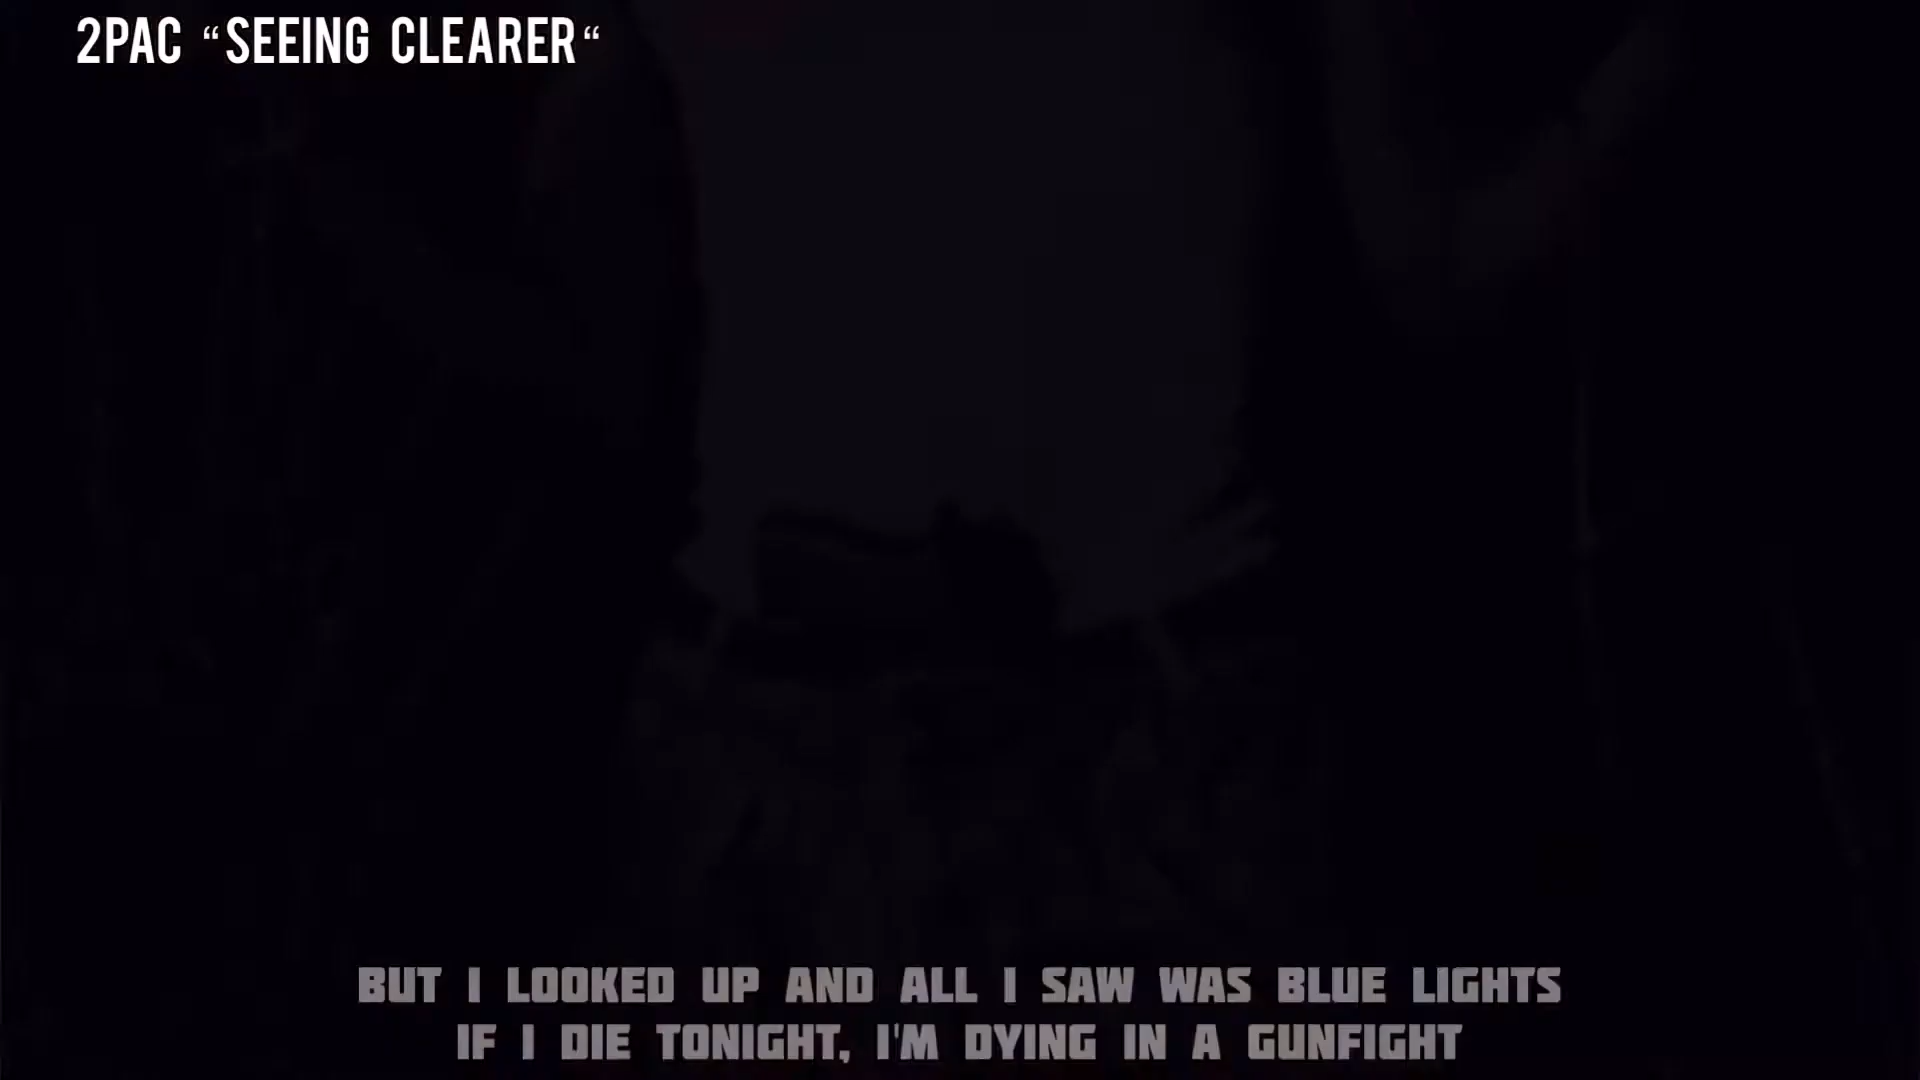 2PAC “SEEING CLEARER“
BUT I LOOKED UP AND ALL I SAW WAS BLUE LIGHTS
IF I DIE TONIGHT, I'M DYING IN A GUNFIGHT